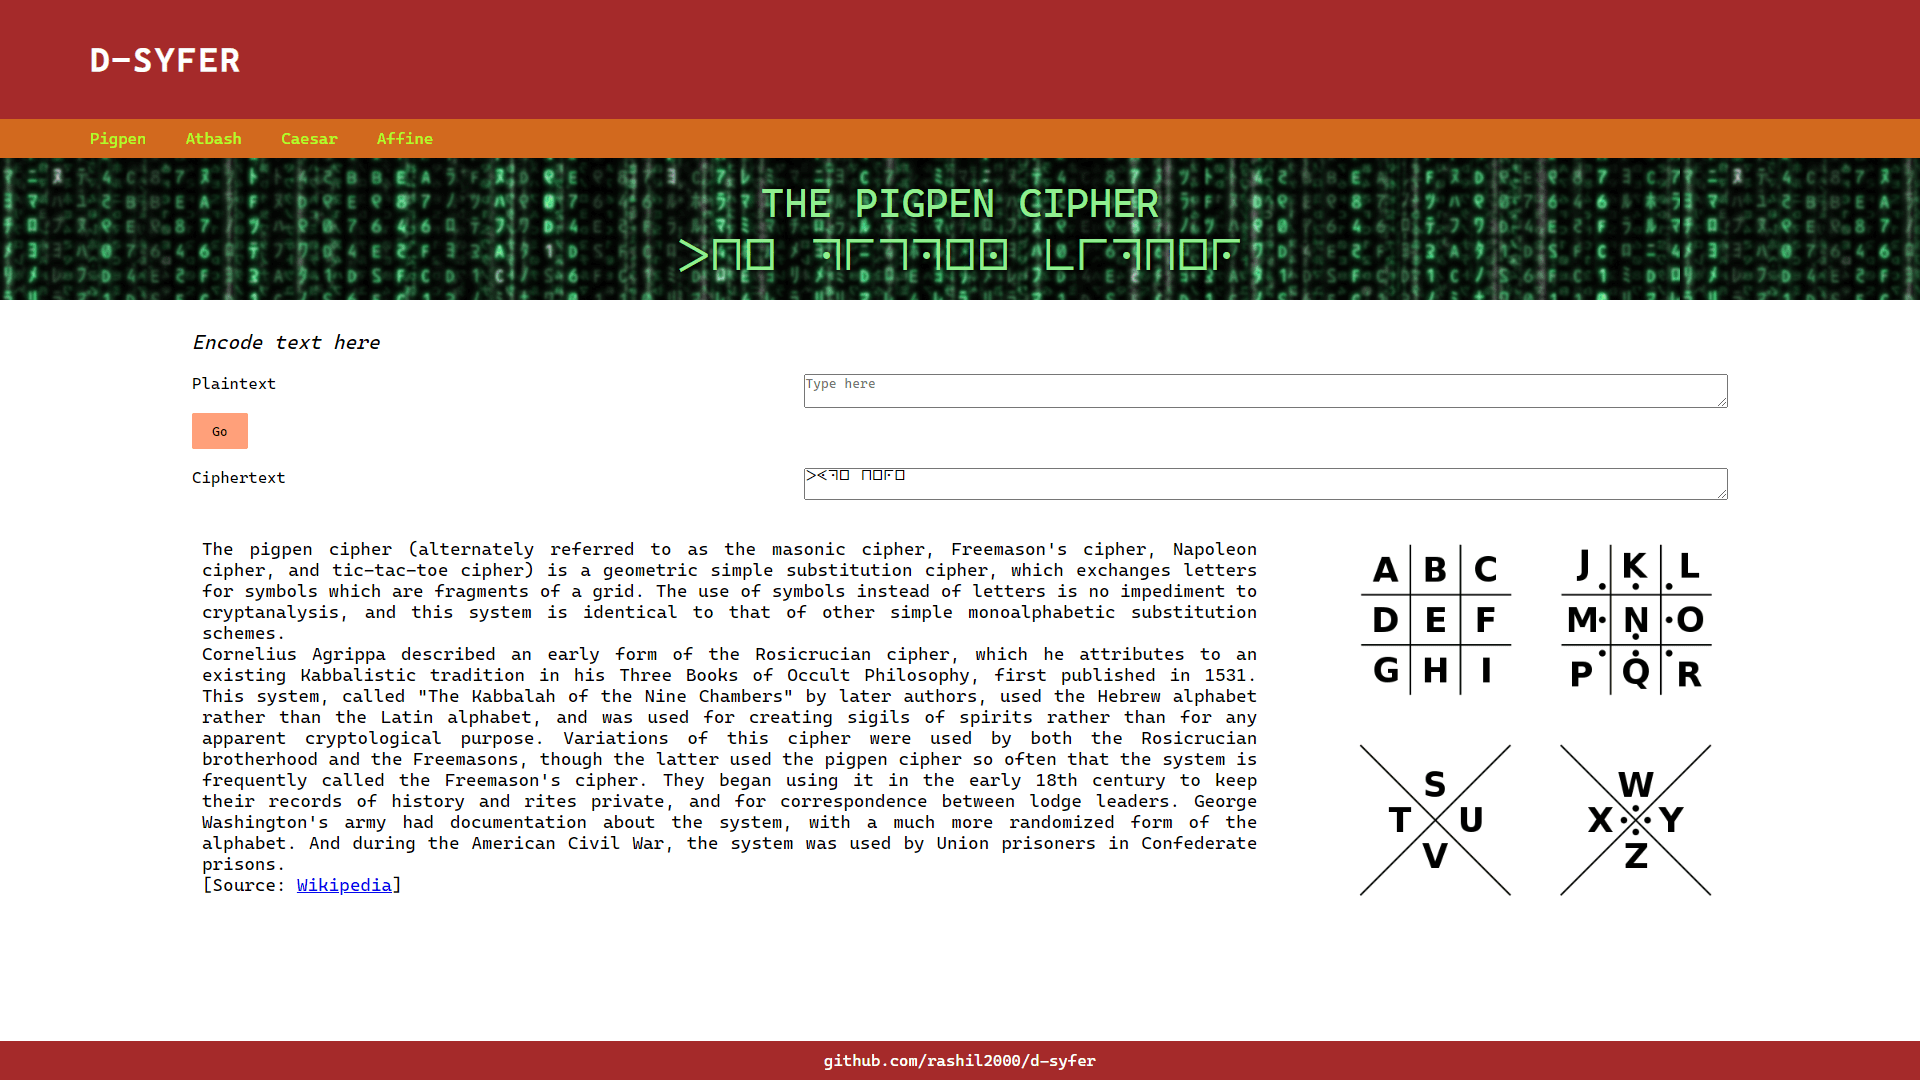 D-SYFER
Pigpen Atbash Caesar Affine
THE PIGPEN CIPHER
Encode text here
Plaintext
Type here
Go
Ciphertext
The pigpen cipher (alternately referred to as the masonic cipher, Freemason's cipher, Napoleon
cipher, and tic-tac-toe cipher) is a geometric simple substitution cipher, which exchanges letters
for symbols which are fragments of a grid. The use of symbols instead of letters is no impediment to
cryptanalysis, and this system is identical to that of other simple monoalphabetic substitution
schemes.
Cornelius Agrippa described an early form of the Rosicrucian cipher, which he attributes to an
existing Kabbalistic tradition in his Three Books of Occult Philosophy, first published in 1531.
This system, called "The Kabbalah of the Nine Chambers" by later authors, used the Hebrew alphabet
rather than the Latin alphabet, and was used for creating sigils of spirits rather than for any
apparent cryptological purpose. Variations of this cipher were used by both the Rosicrucian
brotherhood and the Freemasons, though the latter used the pigpen cipher so often that the system is
frequently called the Freemason's cipher. They began using it in the early 18th century to keep
their records of history and rites private, and for correspondence between lodge leaders. George
Washington's army had documentation about the system, with a much more randomized form of the
alphabet. And during the American Civil War, the system was used by Union prisoners in Confederate
prisons.
[Source: Wikipedia]
A B C
D E F
G H I
J K L
M N O
P Q R
S
T U
V
W
X Y
Z
github.com/rashil2000/d-syfer